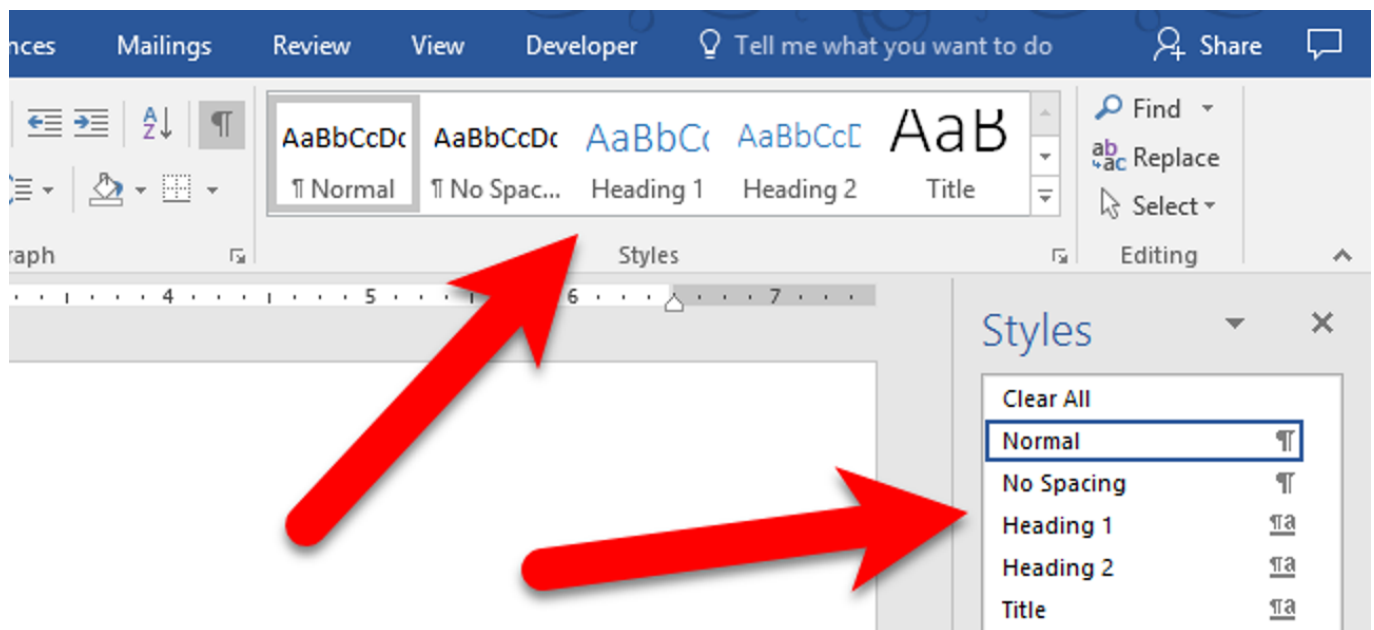 nces Mailings Review View Developer Tell me what you want to do Share
AaBbCcDc AaBbCcDc AaBbCc AaBbCcD AaB
¶ Normal ¶ No Spac... Heading 1 Heading 2 Title
Styles
Find
Replace
Select
Editing
raph
4 5 6 7
Styles
Clear All
Normal ¶
No Spacing ¶
Heading 1 ¶a
Heading 2 ¶a
Title ¶a